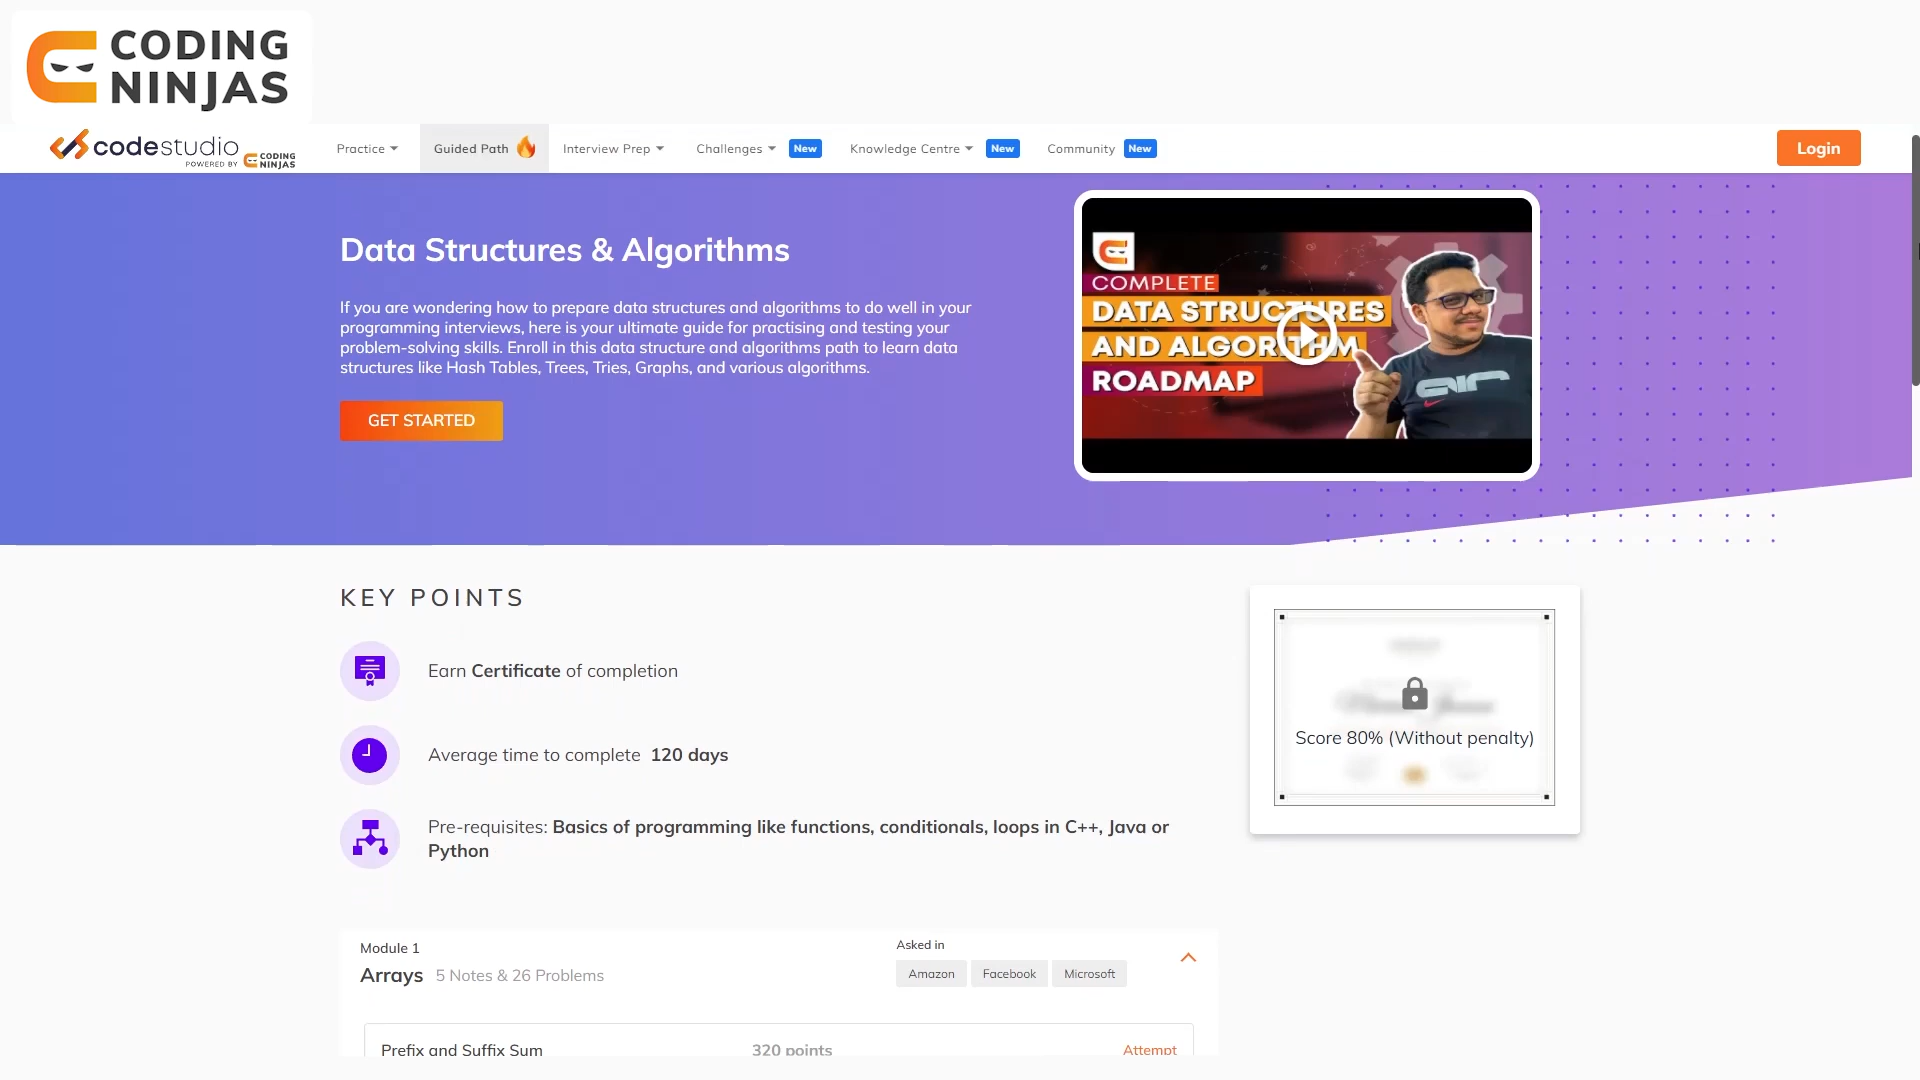 CODING
NINJAS
codestudio
POWERED BY CODING NINJAS
Practice
Guided Path
Interview Prep
Challenges New
Knowledge Centre New
Community New
Login
Data Structures & Algorithms
If you are wondering how to prepare data structures and algorithms to do well in your
programming interviews, here is your ultimate guide for practising and testing your
problem-solving skills. Enroll in this data structure and algorithms path to learn data
structures like Hash Tables, Trees, Tries, Graphs, and various algorithms.
GET STARTED
COMPLETE
DATA STRUCTURES
AND ALGORITHM
ROADMAP
KEY POINTS
Earn Certificate of completion
Average time to complete 120 days
Pre-requisites: Basics of programming like functions, conditionals, loops in C++, Java or
Python
Score 80% (Without penalty)
Module 1
Arrays 5 Notes & 26 Problems
Asked in
Amazon Facebook Microsoft
Prefix and Suffix Sum 320 points Attempt